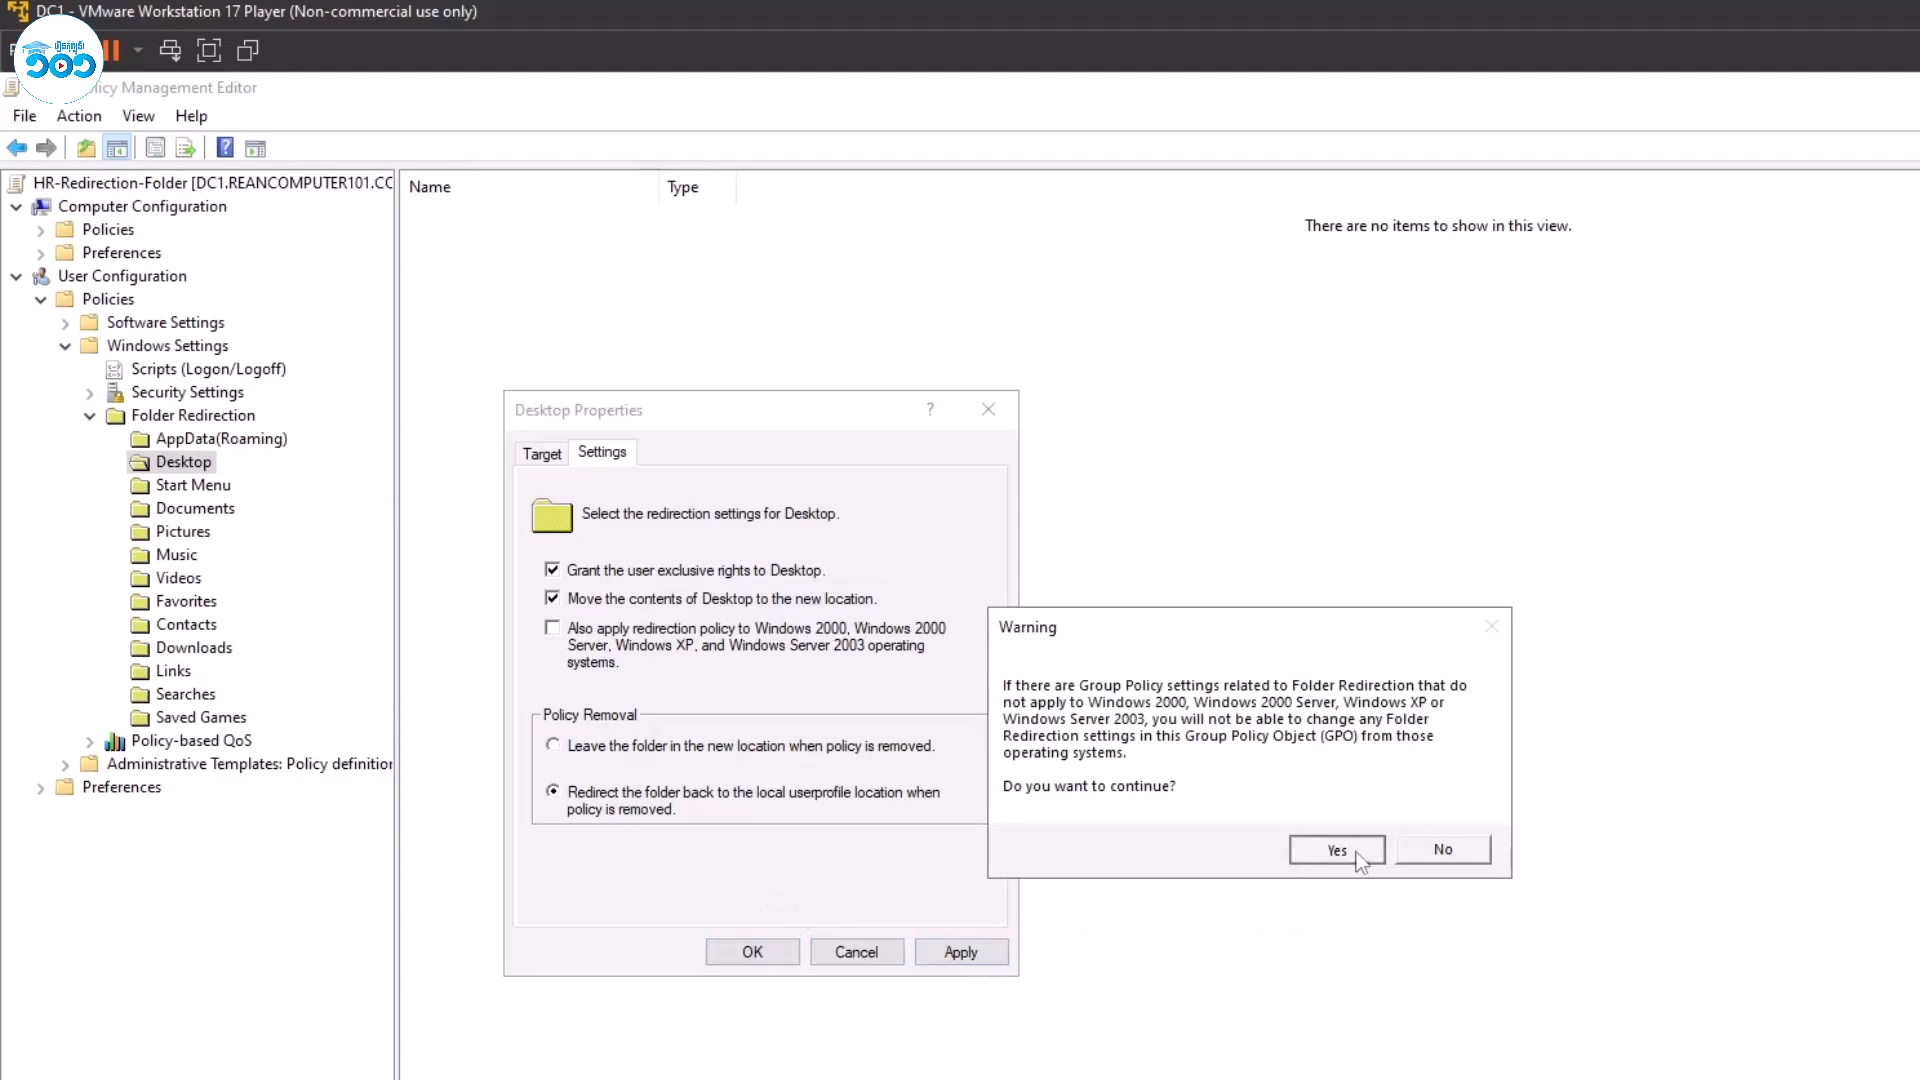 DC1 - VMware Workstation 17 Player (Non-commercial use only)
Policy Management Editor
File Action View Help
HR-Redirection-Folder [DC1.REANCOMPUTER101.CC
Computer Configuration
Policies
Preferences
User Configuration
Policies
Software Settings
Windows Settings
Scripts (Logon/Logoff)
Security Settings
Folder Redirection
AppData(Roaming)
Desktop
Start Menu
Documents
Pictures
Music
Videos
Favorites
Contacts
Downloads
Links
Searches
Saved Games
Policy-based QoS
Administrative Templates: Policy definition
Preferences
Name Type
There are no items to show in this view.
Desktop Properties
Target Settings
Select the redirection settings for Desktop.
Grant the user exclusive rights to Desktop.
Move the contents of Desktop to the new location.
Also apply redirection policy to Windows 2000, Windows 2000
Server, Windows XP, and Windows Server 2003 operating
systems.
Policy Removal
Leave the folder in the new location when policy is removed.
Redirect the folder back to the local userprofile location when
policy is removed.
OK Cancel Apply
Warning
If there are Group Policy settings related to Folder Redirection that do
not apply to Windows 2000, Windows 2000 Server, Windows XP or
Windows Server 2003, you will not be able to change any Folder
Redirection settings in this Group Policy Object (GPO) from those
operating systems.
Do you want to continue?
Yes No